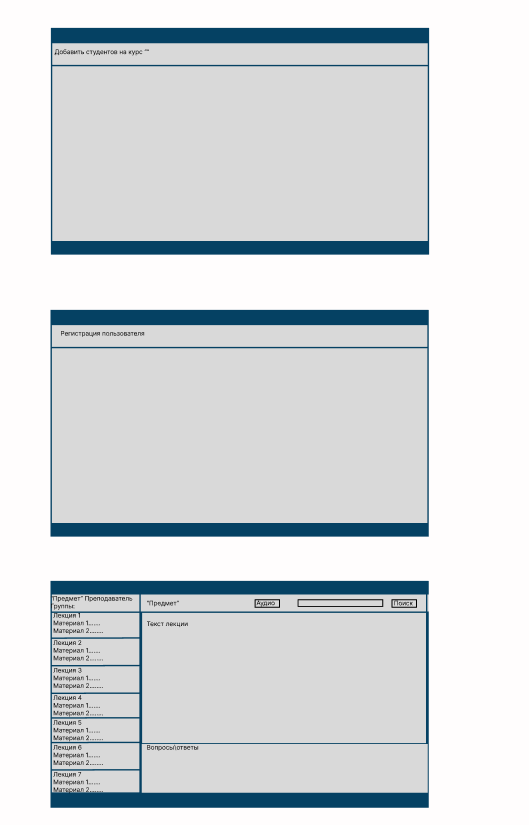 Добавить студентов на курс ""
Регистрация пользователя
"Предмет" Преподаватель
Группы:
"Предмет"
Аудио
Поиск
Лекция 1
Материал 1.......
Материал 2........
Лекция 2
Материал 1.......
Материал 2........
Лекция 3
Материал 1.......
Материал 2........
Лекция 4
Материал 1.......
Материал 2........
Лекция 5
Материал 1.......
Материал 2........
Лекция 6
Материал 1.......
Материал 2........
Лекция 7
Материал 1.......
Материал 2........
Текст лекции
Вопросы\ответы